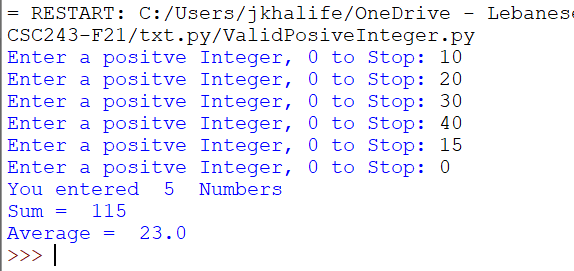 = RESTART: C:/Users/jkhalife/OneDrive - Lebanese
CSC243-F21/txt.py/ValidPosiveInteger.py
Enter a positve Integer, 0 to Stop: 10
Enter a positve Integer, 0 to Stop: 20
Enter a positve Integer, 0 to Stop: 30
Enter a positve Integer, 0 to Stop: 40
Enter a positve Integer, 0 to Stop: 15
Enter a positve Integer, 0 to Stop: 0
You entered  5  Numbers
Sum =  115
Average =  23.0
>>>